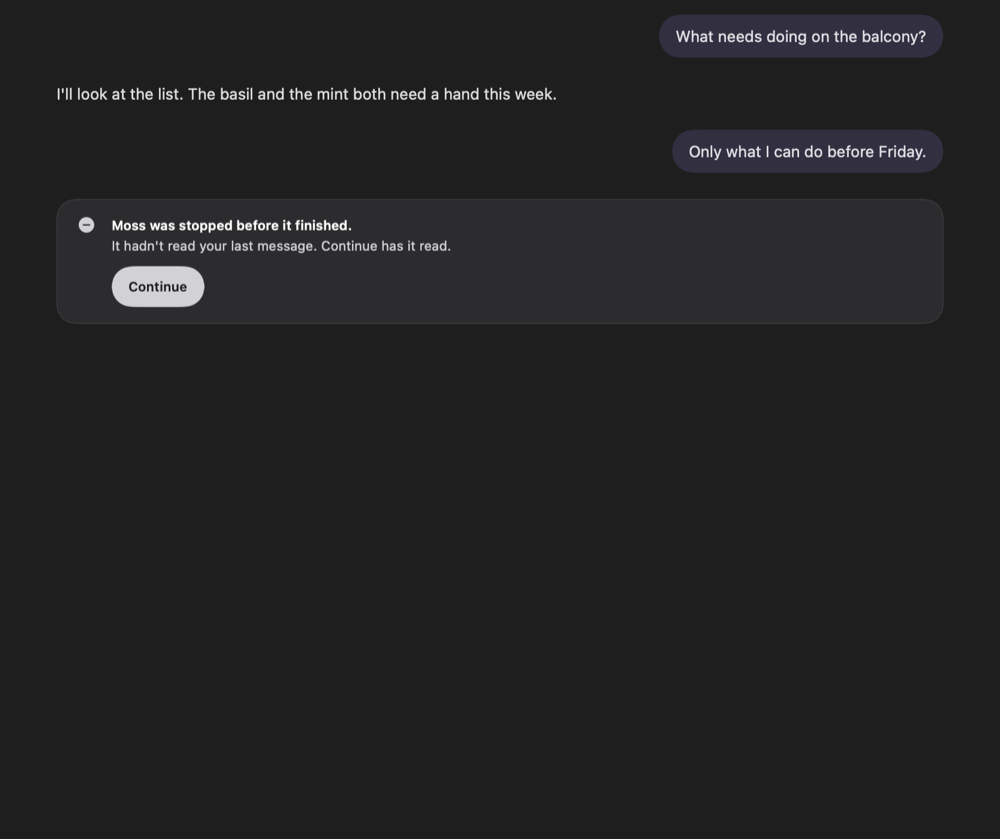 What needs doing on the balcony?
I'll look at the list. The basil and the mint both need a hand this week.
Only what I can do before Friday.
Moss was stopped before it finished.
It hadn't read your last message. Continue has it read.
Continue